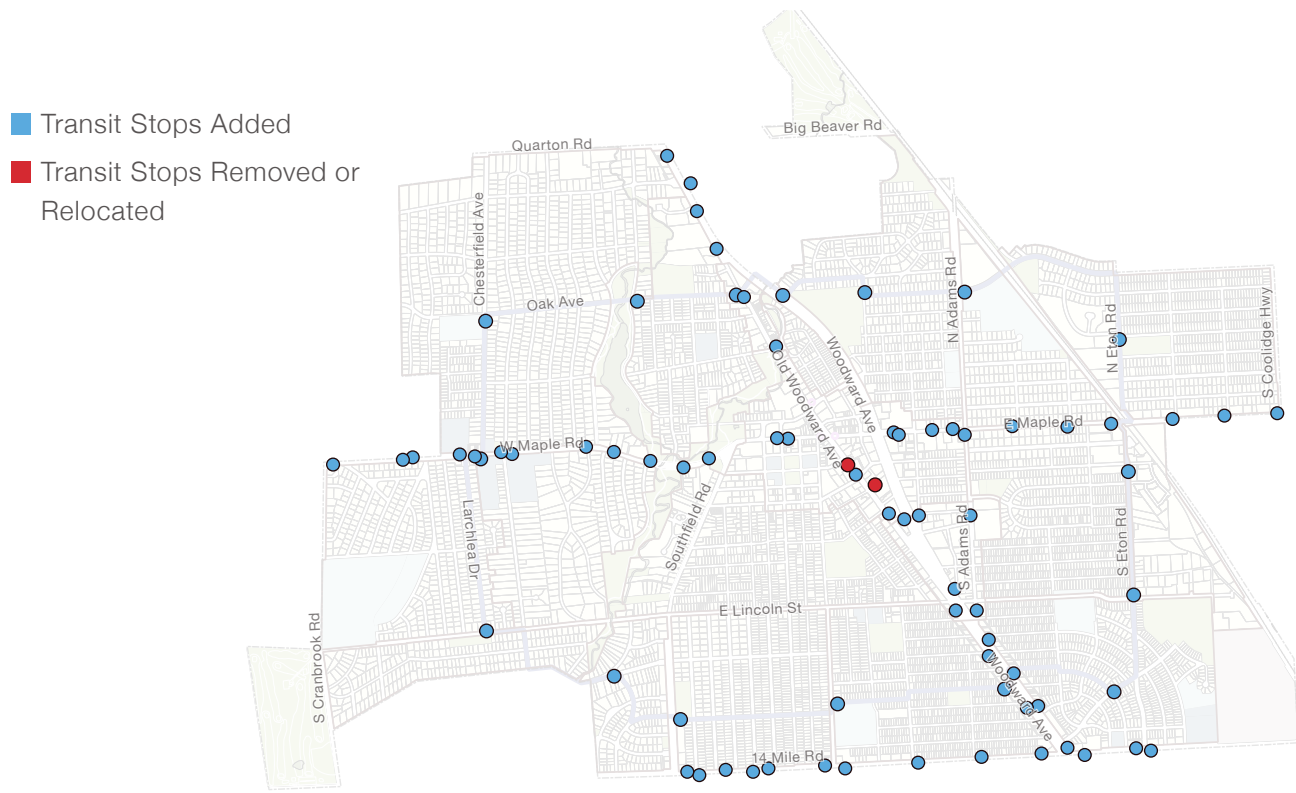 Transit Stops Added
Transit Stops Removed or
Relocated
Big Beaver Rd
Quarton Rd
Chesterfield Ave
Oak Ave
N Adams Rd
N Eton Rd
S Coolidge Hwy
Woodward Ave
Old Woodward Ave
E Maple Rd
W Maple Rd
Southfield Rd
Larchlea Dr
S Adams Rd
S Eton Rd
E Lincoln St
S Cranbrook Rd
Woodward Ave
14 Mile Rd